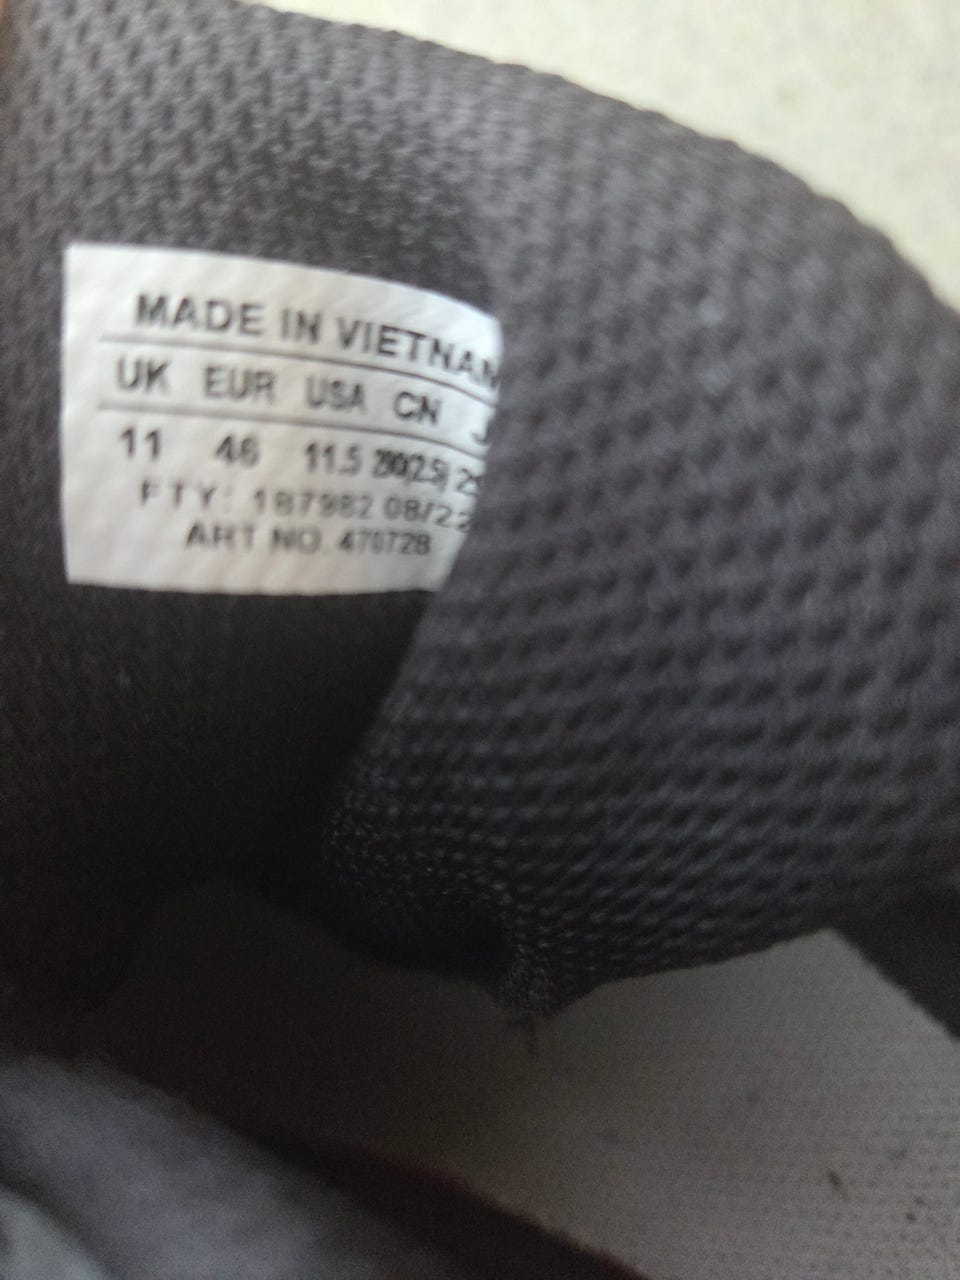 MADE IN VIETNAM
UK EUR USA CN J
11 46 11.5 290(2.5) 29
FTY: 187982 08/22
ART NO. 470728